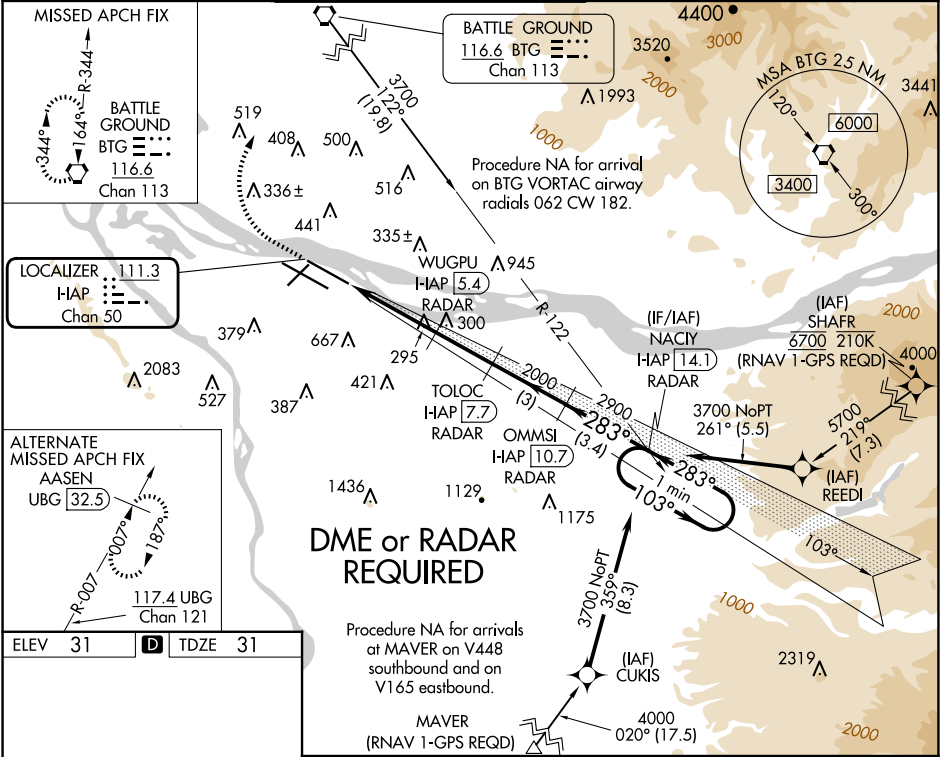 MISSED APCH FIX
R-344
344°
164°
BATTLE
GROUND
BTG
116.6
Chan 113
BATTLE GROUND
116.6 BTG
Chan 113
3700
122°
(19.8)
4400
3520
3000
2000
1000
1993
3441
MSA BTG 25 NM
120°
6000
3400
300°
519
408
500
516
336±
441
335±
Procedure NA for arrival
on BTG VORTAC airway
radials 062 CW 182.
LOCALIZER 111.3
I-IAP
Chan 50
WUGPU
I-IAP 5.4
RADAR
945
R-122
300
295
379
667
421
2083
527
387
(IF/IAF)
NACIY
I-IAP 14.1
RADAR
(IAF)
SHAFR
6700 210K
(RNAV 1-GPS REQD)
2000
4000
5700
219°
(7.3)
3700 NoPT
261° (5.5)
(IAF)
REEDI
TOLOC
I-IAP 7.7
RADAR
2000
(3)
2900
(3.4)
OMMSI
I-IAP 10.7
RADAR
283°
283°
1 min
103°
103°
ALTERNATE
MISSED APCH FIX
AASEN
UBG 32.5
007°
187°
R-007
117.4 UBG
Chan 121
1436
1129
1175
DME or RADAR
REQUIRED
3700 NoPT
359°
(8.3)
1000
ELEV 31
D
TDZE 31
Procedure NA for arrivals
at MAVER on V448
southbound and on
V165 eastbound.
(IAF)
CUKIS
2319
MAVER
(RNAV 1-GPS REQD)
4000
020° (17.5)
2000